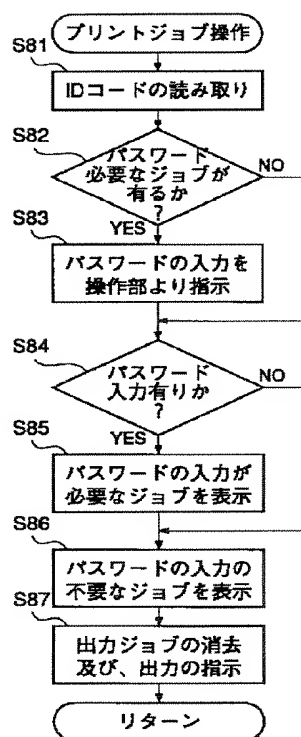 プリントジョブ操作
S81
IDコードの読み取り
S82
パスワード
必要なジョブが
有るか
?
NO
YES
S83
パスワードの入力を
操作部より指示
S84
パスワード
入力有りか
?
NO
YES
S85
パスワードの入力が
必要なジョブを表示
S86
パスワードの入力の
不要なジョブを表示
S87
出力ジョブの消去
及び、出力の指示
リターン